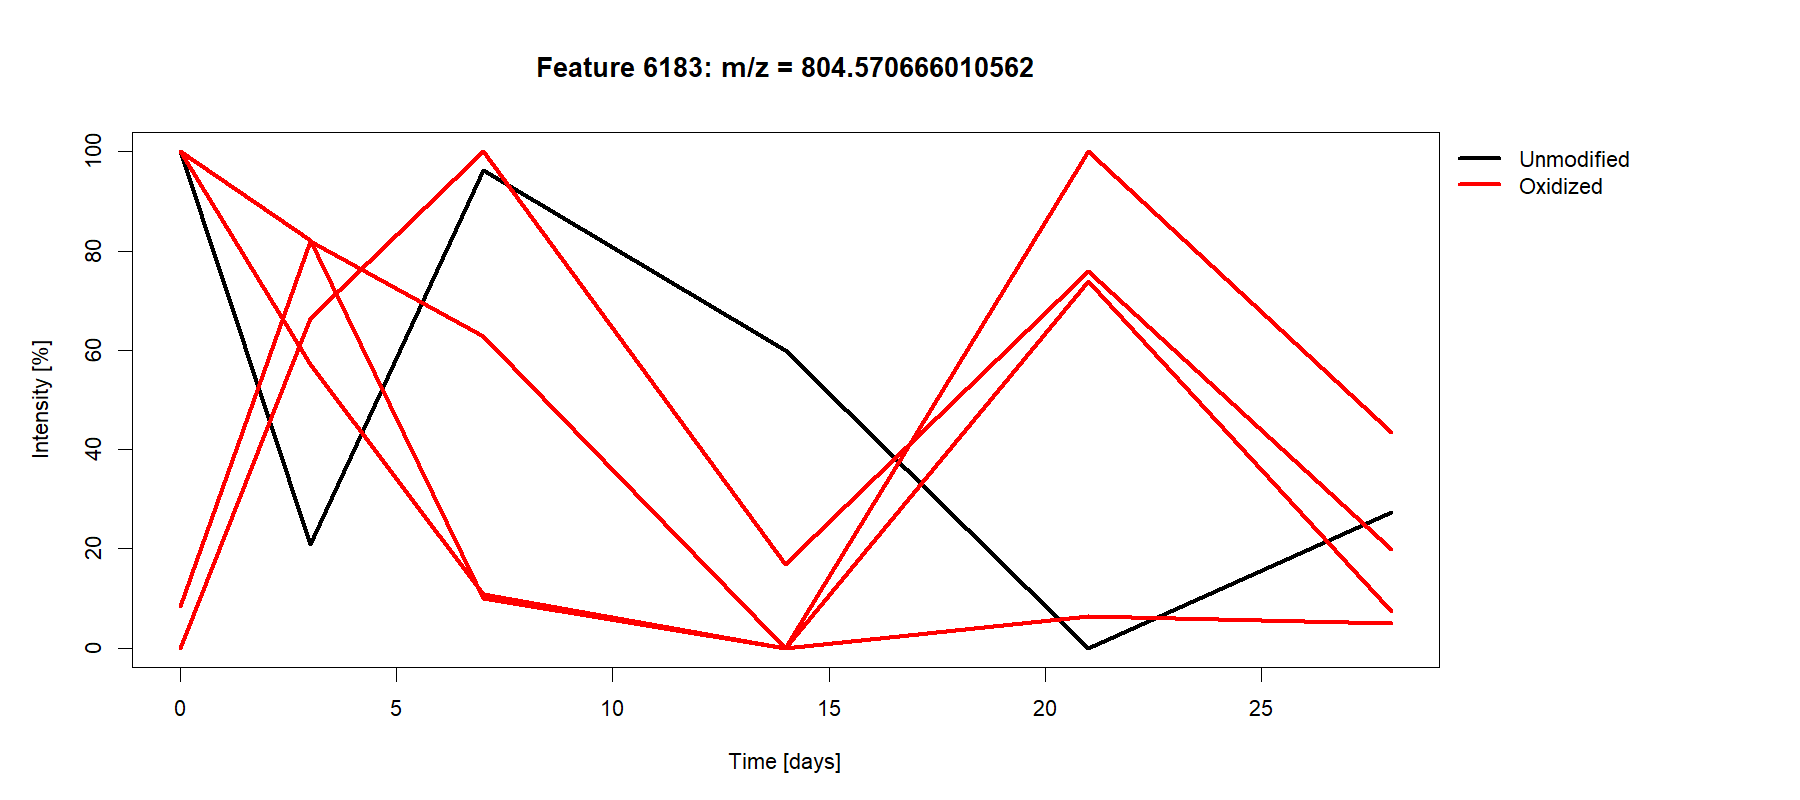 Feature 6183: m/z = 804.570666010562
Unmodified
Oxidized
100
80
60
40
20
0
Intensity [%]
0 5 10 15 20 25
Time [days]